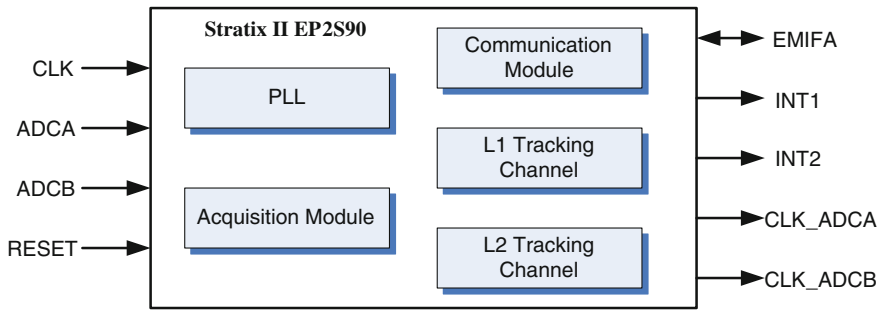 Stratix II EP2S90
CLK
ADCA
ADCB
RESET
PLL
Acquisition Module
Communication
Module
L1 Tracking
Channel
L2 Tracking
Channel
EMIFA
INT1
INT2
CLK_ADCA
CLK_ADCB